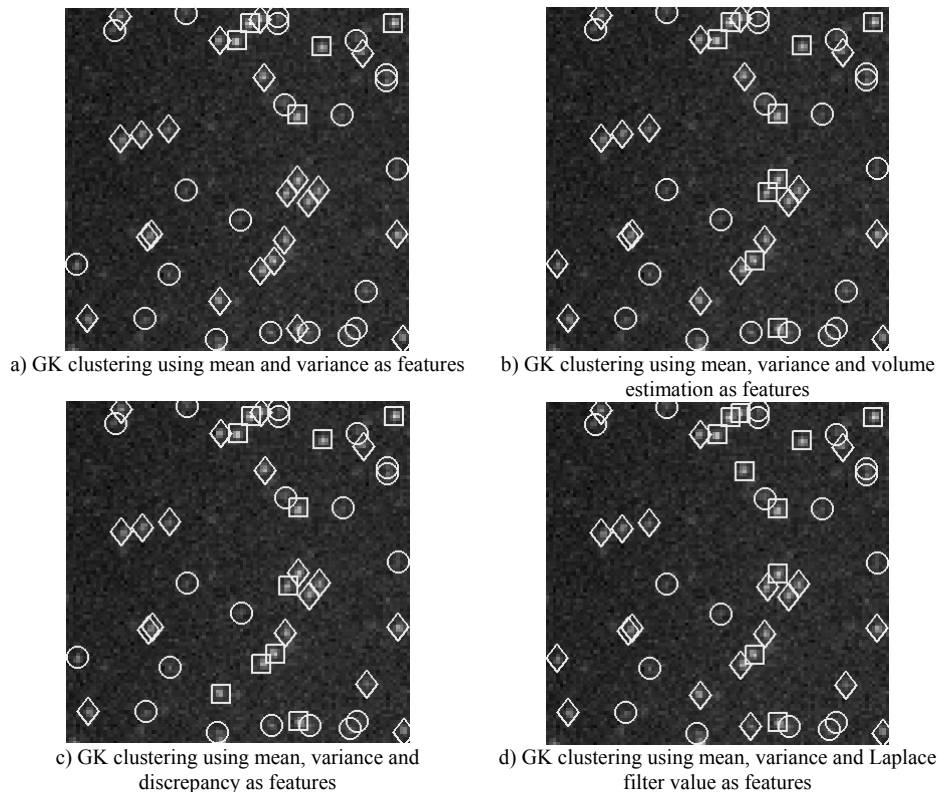 a) GK clustering using mean and variance as features
b) GK clustering using mean, variance and volume
estimation as features
c) GK clustering using mean, variance and
discrepancy as features
d) GK clustering using mean, variance and Laplace
filter value as features